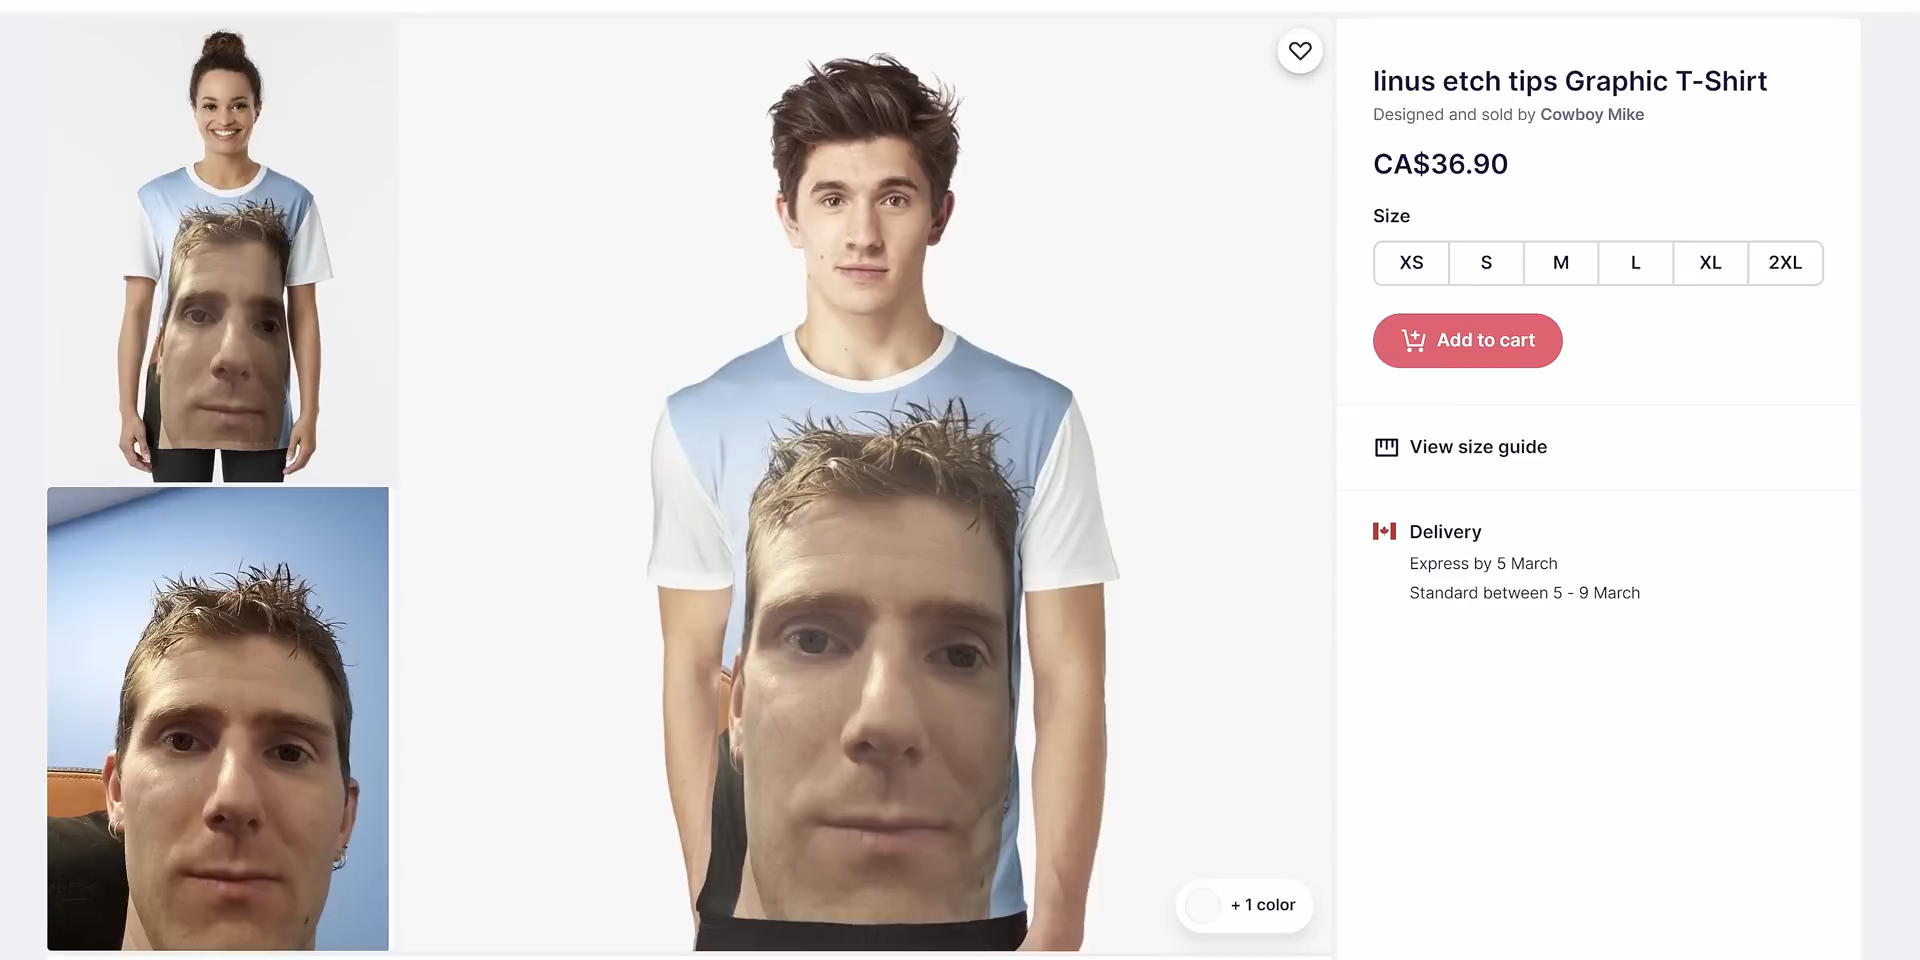 linus etch tips Graphic T-Shirt
Designed and sold by Cowboy Mike
CA$36.90
Size
XS S M L XL 2XL
Add to cart
View size guide
Delivery
Express by 5 March
Standard between 5 - 9 March
+ 1 color